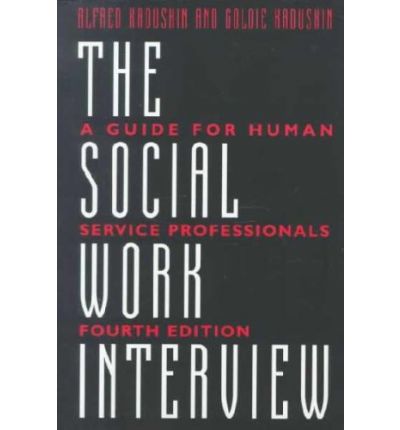 ALFRED KADUSHIN AND GOLDIE KADUSHIN
THE
A GUIDE FOR HUMAN
SOCIAL
SERVICE PROFESSIONALS
WORK
FOURTH EDITION
INTERVIEW